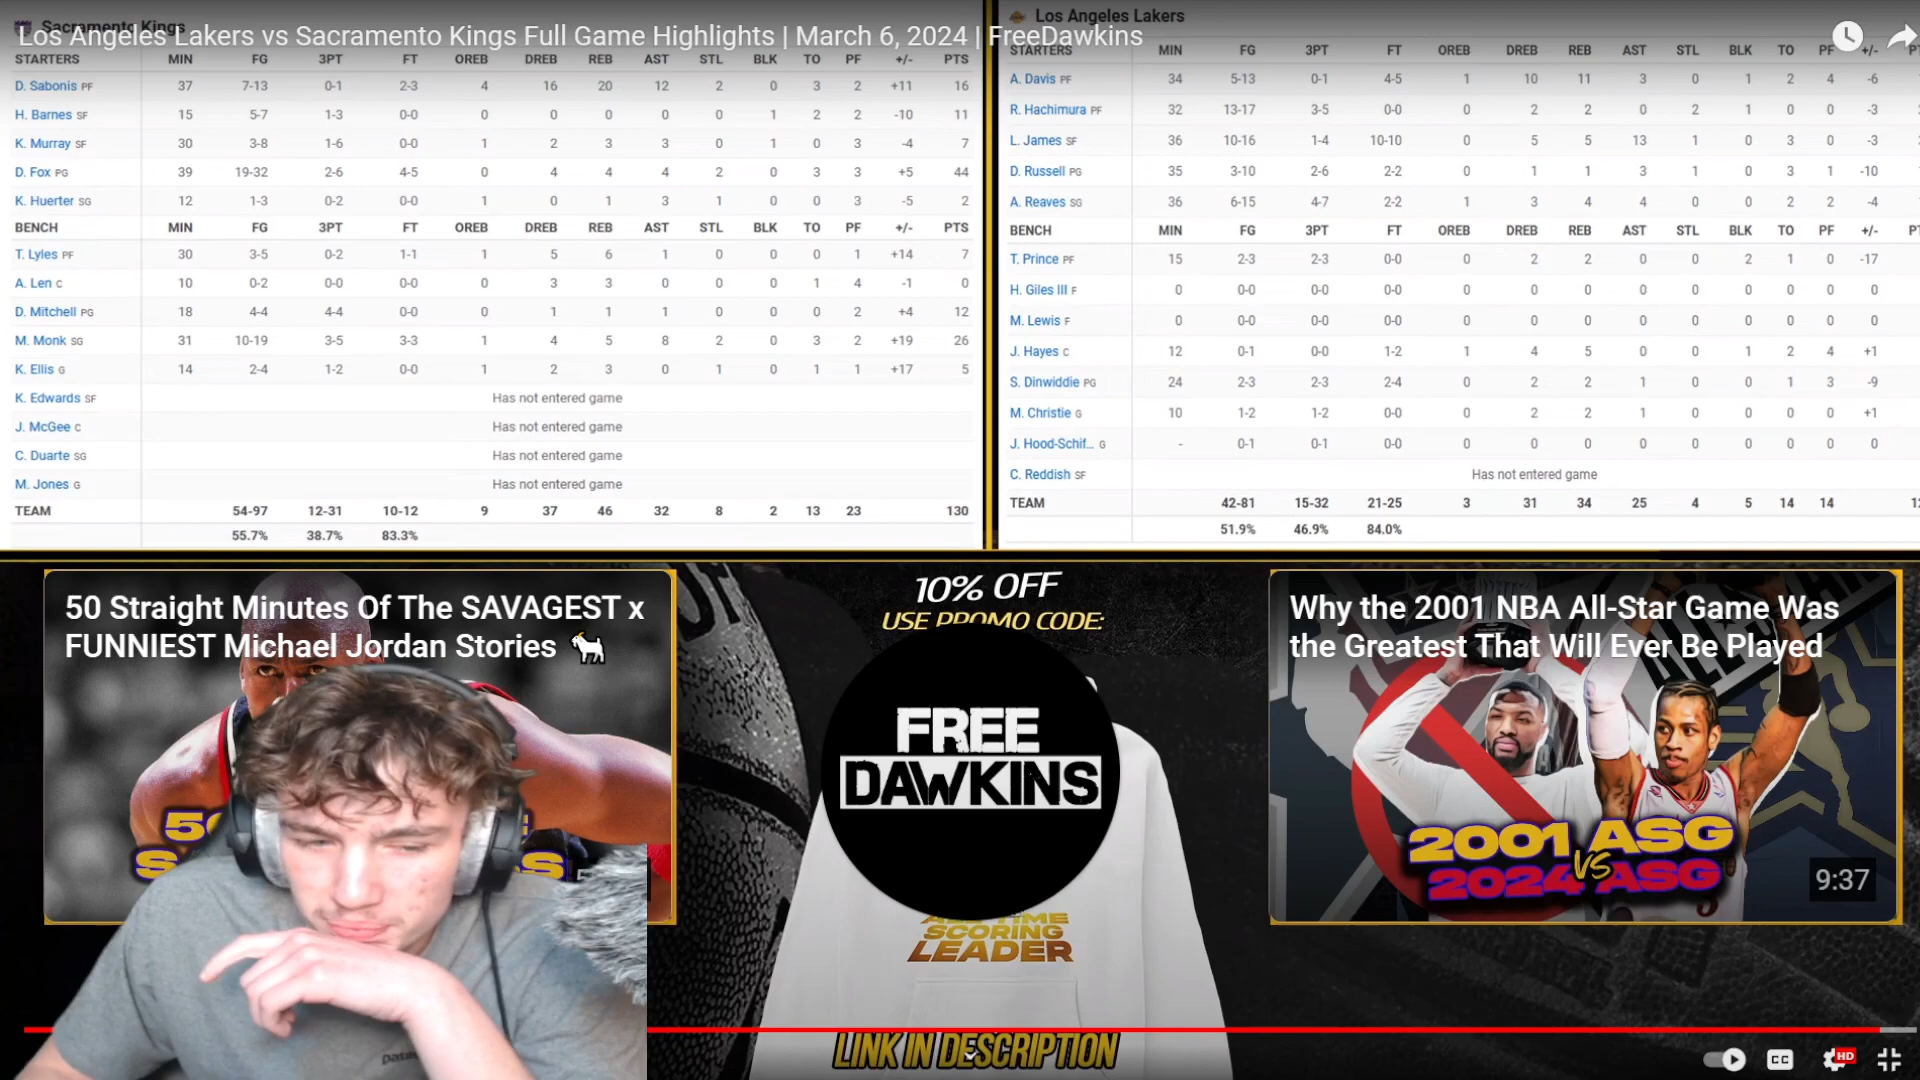 Los Angeles Lakers vs Sacramento Kings Full Game Highlights | March 6, 2024 | FreeDawkins
Sacramento Kings
STARTERS MIN FG 3PT FT OREB DREB REB AST STL BLK TO PF +/- PTS
D. Sabonis PF 37 7-13 0-1 2-3 4 16 20 12 2 0 3 2 +11 16
H. Barnes SF 15 5-7 1-3 0-0 0 0 0 0 0 1 2 2 -10 11
K. Murray SF 30 3-8 1-6 0-0 1 2 3 3 0 1 0 3 -4 7
D. Fox PG 39 19-32 2-6 4-5 0 4 4 4 2 0 3 3 +5 44
K. Huerter SG 12 1-3 0-2 0-0 1 0 1 3 1 0 0 3 -5 2
BENCH MIN FG 3PT FT OREB DREB REB AST STL BLK TO PF +/- PTS
T. Lyles PF 30 3-5 0-2 1-1 1 5 6 1 0 0 0 1 +14 7
A. Len C 10 0-2 0-0 0-0 0 3 3 0 0 0 1 4 -1 0
D. Mitchell PG 18 4-4 4-4 0-0 0 1 1 1 0 0 0 2 +4 12
M. Monk SG 31 10-19 3-5 3-3 1 4 5 8 2 0 3 2 +19 26
K. Ellis G 14 2-4 1-2 0-0 1 2 3 0 1 0 1 1 +17 5
K. Edwards SF Has not entered game
J. McGee C Has not entered game
C. Duarte SG Has not entered game
M. Jones G Has not entered game
TEAM 54-97 12-31 10-12 9 37 46 32 8 2 13 23 130
55.7% 38.7% 83.3%
Los Angeles Lakers
STARTERS MIN FG 3PT FT OREB DREB REB AST STL BLK TO PF +/-
A. Davis PF 34 5-13 0-1 4-5 1 10 11 3 0 1 2 4 -6
R. Hachimura PF 32 13-17 3-5 0-0 0 2 2 0 2 1 0 0 -3
L. James SF 36 10-16 1-4 10-10 0 5 5 13 1 0 3 0 -3
D. Russell PG 35 3-10 2-6 2-2 0 1 1 3 1 0 3 1 -10
A. Reaves SG 36 6-15 4-7 2-2 1 3 4 4 0 0 2 2 -4
BENCH MIN FG 3PT FT OREB DREB REB AST STL BLK TO PF +/-
T. Prince PF 15 2-3 2-3 0-0 0 2 2 0 0 2 1 0 -17
H. Giles III F 0 0-0 0-0 0-0 0 0 0 0 0 0 0 0 0
M. Lewis F 0 0-0 0-0 0-0 0 0 0 0 0 0 0 0 0
J. Hayes C 12 0-1 0-0 1-2 1 4 5 0 0 1 2 4 +1
S. Dinwiddie PG 24 2-3 2-3 2-4 0 2 2 1 0 0 1 3 -9
M. Christie G 10 1-2 1-2 0-0 0 2 2 1 0 0 0 0 +1
J. Hood-Schif... G - 0-1 0-1 0-0 0 0 0 0 0 0 0 0 0
C. Reddish SF Has not entered game
TEAM 42-81 15-32 21-25 3 31 34 25 4 5 14 14
51.9% 46.9% 84.0%
50 Straight Minutes Of The SAVAGEST x
FUNNIEST Michael Jordan Stories
10% OFF
USE PROMO CODE:
FREE
DAWKINS
ALL TIME
SCORING
LEADER
LINK IN DESCRIPTION
Why the 2001 NBA All-Star Game Was
the Greatest That Will Ever Be Played
2001 ASG
VS
2024 ASG
9:37
CC
HD